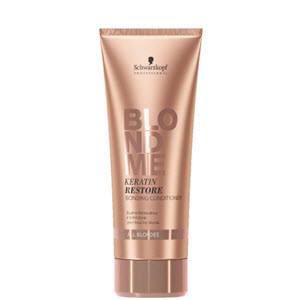 Schwarzkopf
PROFESSIONAL
BLONDME
KERATIN
RESTORE
BONDING CONDITIONER
ALL BLONDES